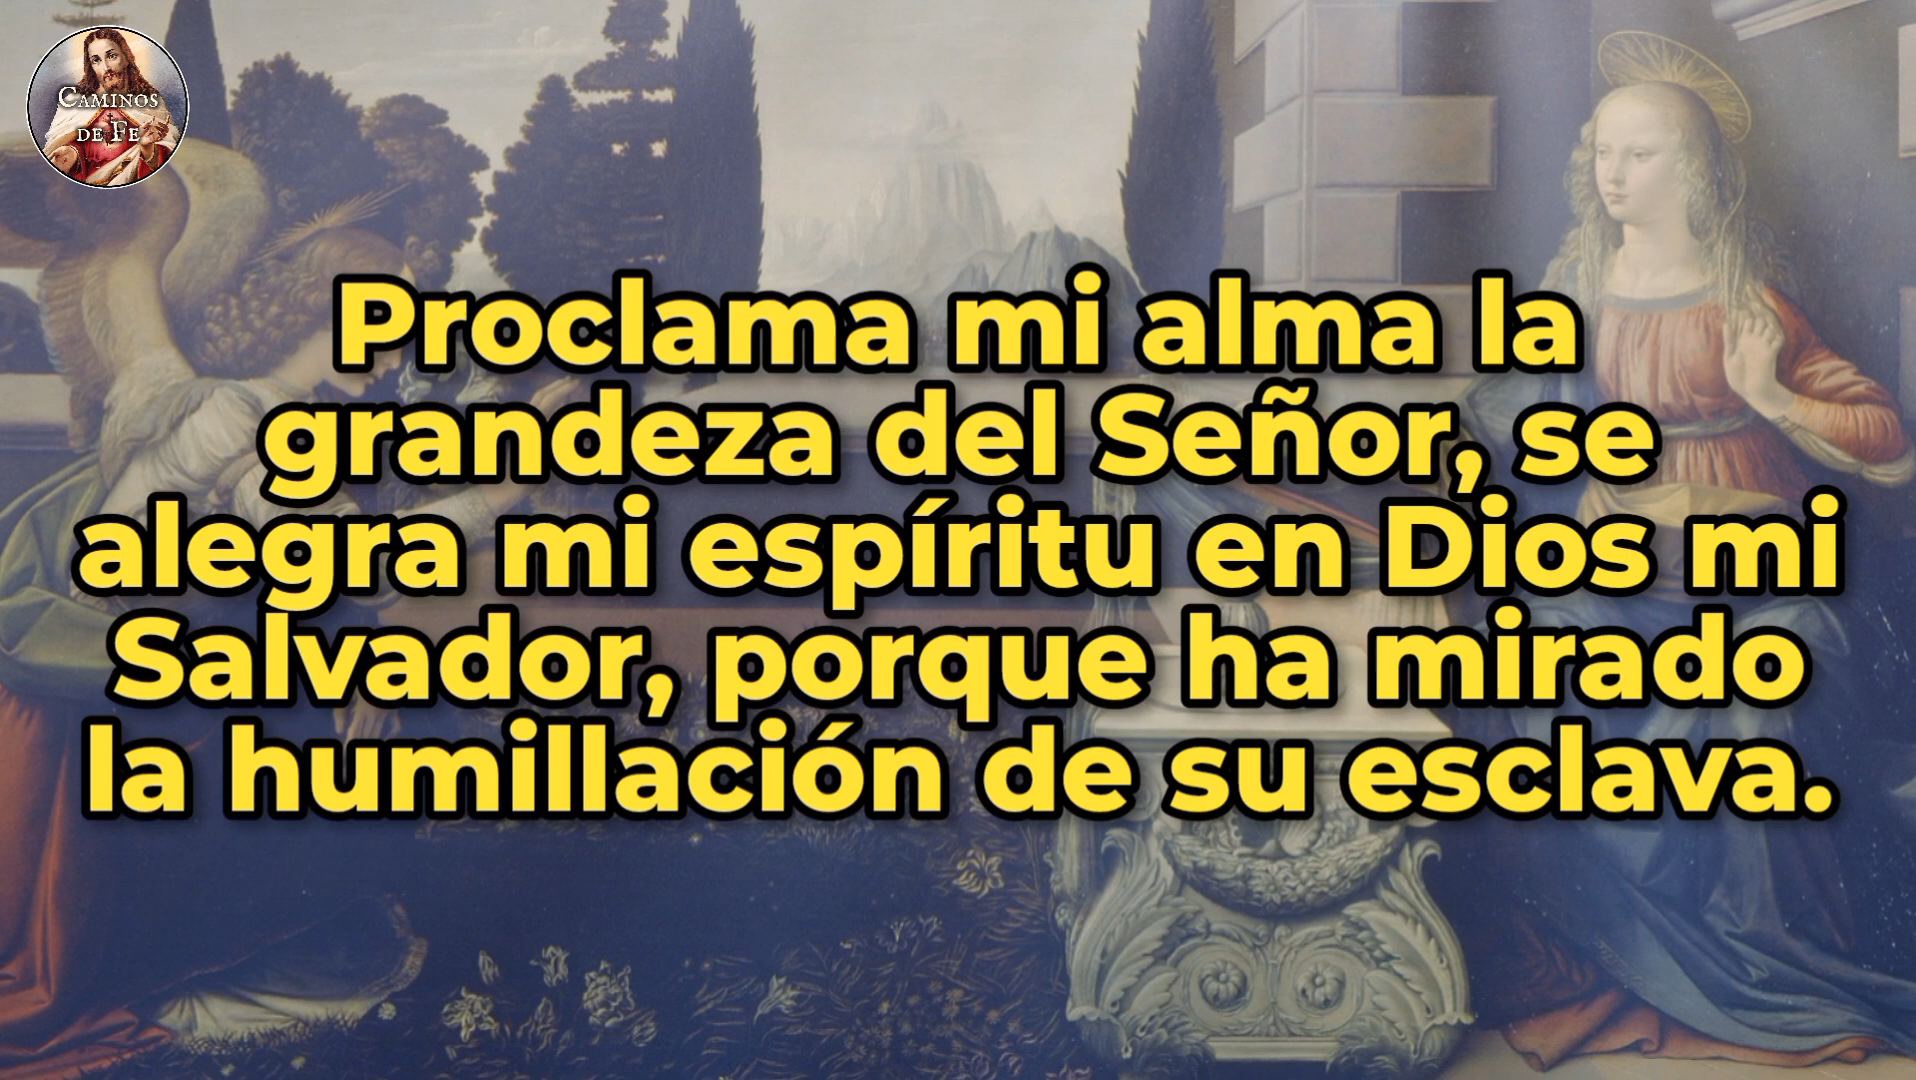 CAMINOS
DE FE
Proclama mi alma la
grandeza del Señor, se
alegra mi espíritu en Dios mi
Salvador, porque ha mirado
la humillación de su esclava.